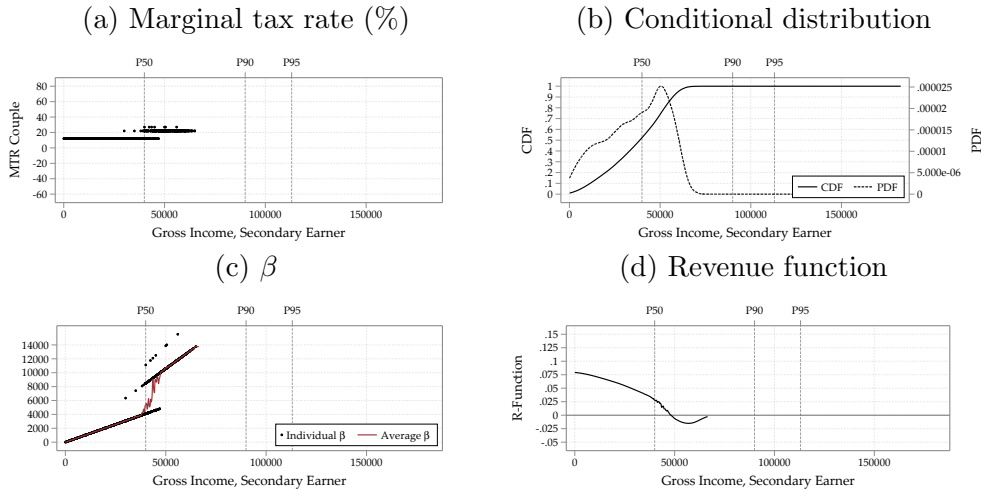 (a) Marginal tax rate (%)
P50 P90 P95
80
60
40
20
0
-20
-40
-60
MTR Couple
0 50000 100000 150000
Gross Income, Secondary Earner
(b) Conditional distribution
P50 P90 P95
1
.9
.8
.7
.6
.5
.4
.3
.2
.1
0
CDF
.000025
.00002
.000015
.00001
5.000e-06
0
PDF
CDF PDF
0 50000 100000 150000
Gross Income, Secondary Earner
(c) β
P50 P90 P95
14000
12000
10000
8000
6000
4000
2000
0
Individual β Average β
0 50000 100000 150000
Gross Income, Secondary Earner
(d) Revenue function
P50 P90 P95
.15
.125
.1
.075
.05
.025
0
-.025
-.05
R-Function
0 50000 100000 150000
Gross Income, Secondary Earner